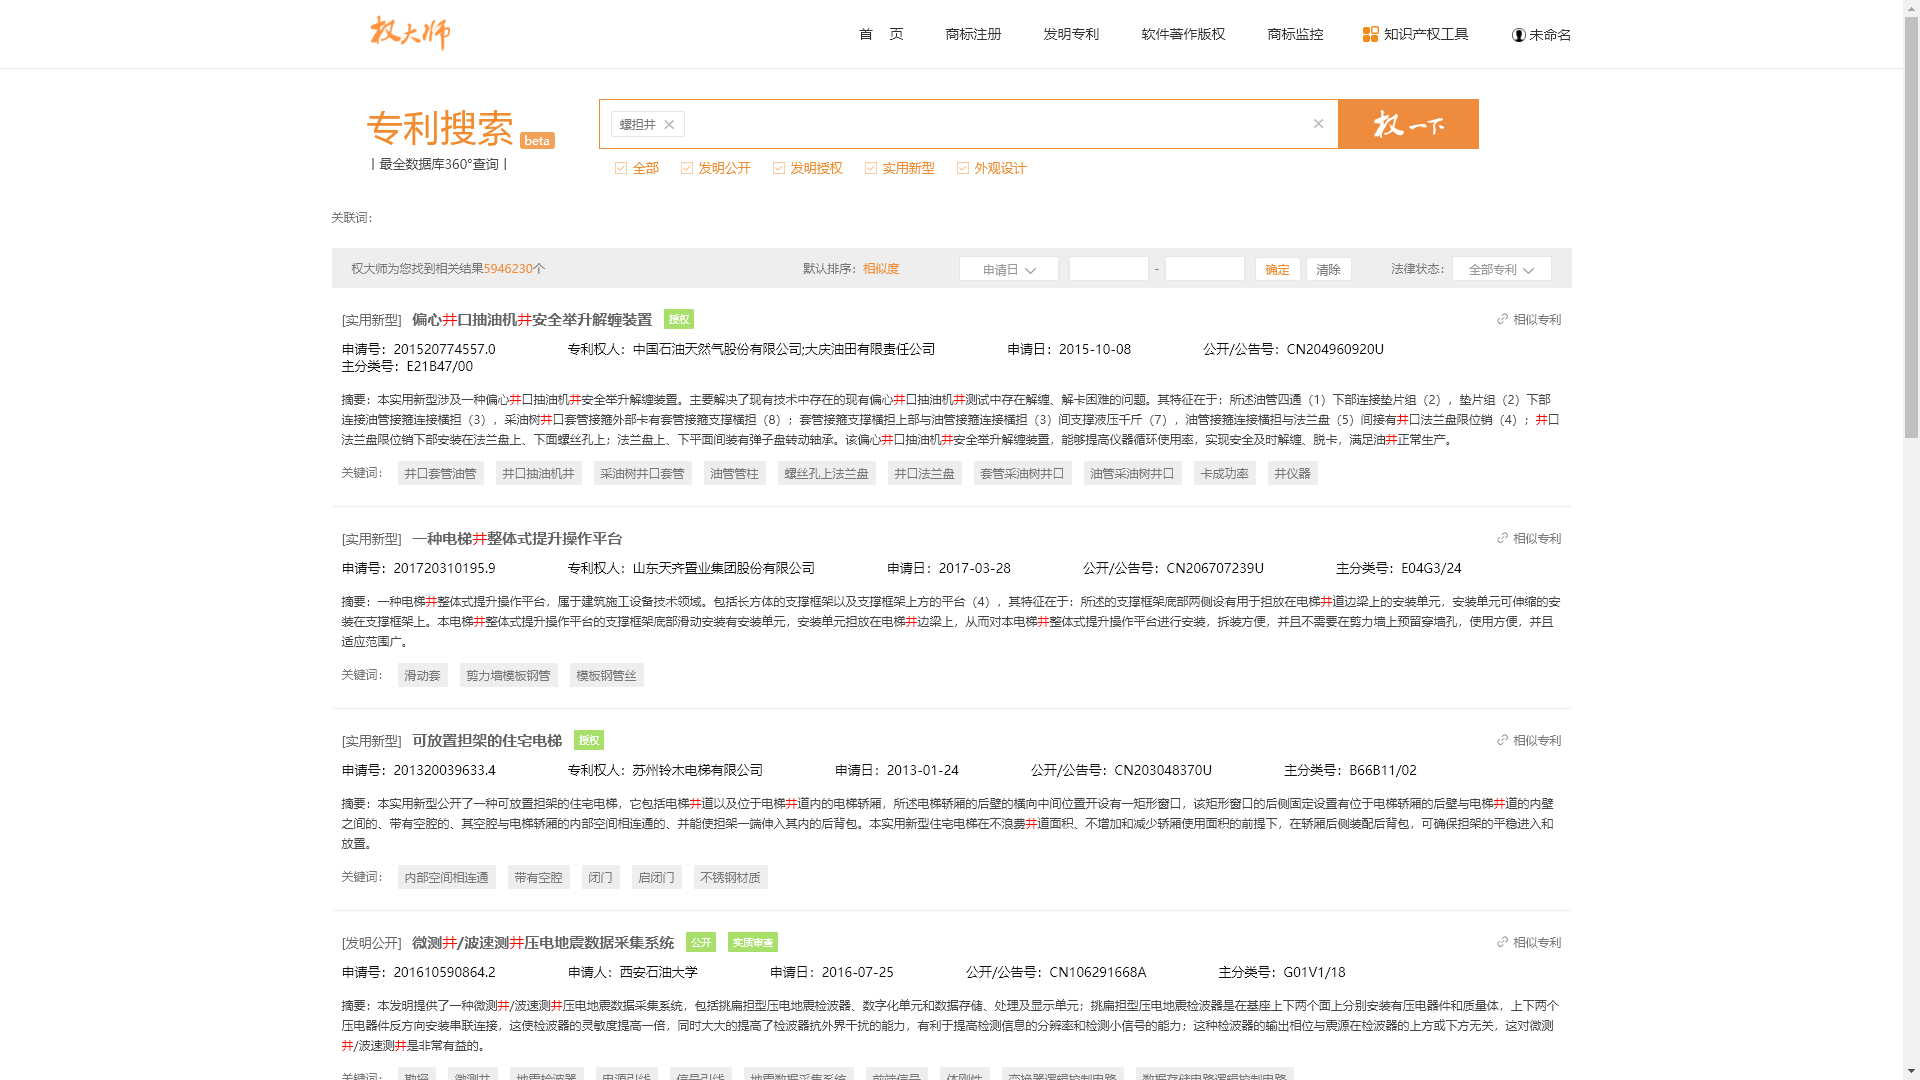 权大师
首 页 商标注册 发明专利 软件著作版权 商标监控 知识产权工具 未命名
专利搜索 beta
最全数据库360°查询
螺担井
权一下
全部 发明公开 发明授权 实用新型 外观设计
关联词：
权大师为您找到相关结果5946230个 默认排序：相似度 申请日 - 确定 清除 法律状态： 全部专利
[实用新型] 偏心井口抽油机井安全举升解缠装置 授权 相似专利
申请号：201520774557.0 专利权人：中国石油天然气股份有限公司;大庆油田有限责任公司 申请日：2015-10-08 公开/公告号：CN204960920U
主分类号：E21B47/00
摘要：本实用新型涉及一种偏心井口抽油机井安全举升解缠装置。主要解决了现有技术中存在的现有偏心井口抽油机井测试中存在解缠、解卡困难的问题。其特征在于：所述油管四通（1）下部连接垫片组（2），垫片组（2）下部
连接油管接箍连接横担（3），采油树井口套管接箍外部卡有套管接箍支撑横担（8）；套管接箍支撑横担上部与油管接箍连接横担（3）间支撑液压千斤（7），油管接箍连接横担与法兰盘（5）间接有井口法兰盘限位销（4）；井口
法兰盘限位销下部安装在法兰盘上、下面螺丝孔上；法兰盘上、下平面间装有弹子盘转动轴承。该偏心井口抽油机井安全举升解缠装置，能够提高仪器循环使用率，实现安全及时解缠、脱卡，满足油井正常生产。
关键词： 井口套管油管 井口抽油机井 采油树井口套管 油管管柱 螺丝孔上法兰盘 井口法兰盘 套管采油树井口 油管采油树井口 卡成功率 井仪器
[实用新型] 一种电梯井整体式提升操作平台 相似专利
申请号：201720310195.9 专利权人：山东天齐置业集团股份有限公司 申请日：2017-03-28 公开/公告号：CN206707239U 主分类号：E04G3/24
摘要：一种电梯井整体式提升操作平台，属于建筑施工设备技术领域。包括长方体的支撑框架以及支撑框架上方的平台（4），其特征在于：所述的支撑框架底部两侧设有用于担放在电梯井道边梁上的安装单元，安装单元可伸缩的安
装在支撑框架上。本电梯井整体式提升操作平台的支撑框架底部滑动安装有安装单元，安装单元担放在电梯井边梁上，从而对本电梯井整体式提升操作平台进行安装，拆装方便，并且不需要在剪力墙上预留穿墙孔，使用方便，并且
适应范围广。
关键词： 滑动套 剪力墙模板钢管 模板钢管丝
[实用新型] 可放置担架的住宅电梯 授权 相似专利
申请号：201320039633.4 专利权人：苏州铃木电梯有限公司 申请日：2013-01-24 公开/公告号：CN203048370U 主分类号：B66B11/02
摘要：本实用新型公开了一种可放置担架的住宅电梯，它包括电梯井道以及位于电梯井道内的电梯轿厢，所述电梯轿厢的后壁的横向中间位置开设有一矩形窗口，该矩形窗口的后侧固定设置有位于电梯轿厢的后壁与电梯井道的内壁
之间的、带有空腔的、其空腔与电梯轿厢的内部空间相连通的、并能使担架一端伸入其内的后背包。本实用新型住宅电梯在不浪费井道面积、不增加和减少轿厢使用面积的前提下，在轿厢后侧装配后背包，可确保担架的平稳进入和
放置。
关键词： 内部空间相连通 带有空腔 闭门 启闭门 不锈钢材质
[发明公开] 微测井/波速测井压电地震数据采集系统 公开 实质审查 相似专利
申请号：201610590864.2 申请人：西安石油大学 申请日：2016-07-25 公开/公告号：CN106291668A 主分类号：G01V1/18
摘要：本发明提供了一种微测井/波速测井压电地震数据采集系统，包括挑扁担型压电地震检波器、数字化单元和数据存储、处理及显示单元；挑扁担型压电地震检波器是在基座上下两个面上分别安装有压电器件和质量体，上下两个
压电器件反方向安装串联连接，这使检波器的灵敏度提高一倍，同时大大的提高了检波器抗外界干扰的能力，有利于提高检测信息的分辨率和检测小信号的能力；这种检波器的输出相位与震源在检波器的上方或下方无关，这对微测
井/波速测井是非常有益的。
关键词： 勘探 微测井 地震检波器 电源引线 信号引线 地震数据采集系统 前端信号 体刚性 变换器逻辑控制电路 数据存储电路逻辑控制电路